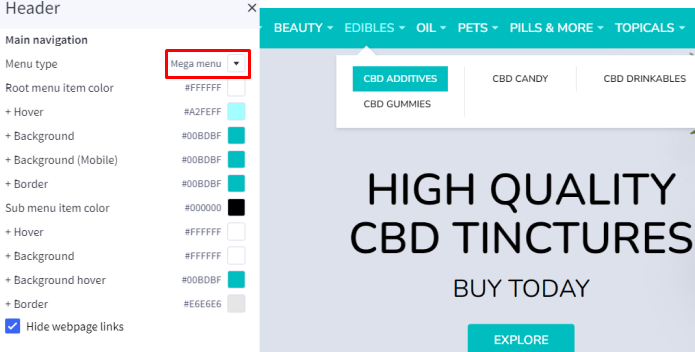 Header
Main navigation
Menu type Mega menu
Root menu item color #FFFFFF
+ Hover #A2FEFF
+ Background #00BDBF
+ Background (Mobile) #00BDBF
+ Border #00BDBF
Sub menu item color #000000
+ Hover #FFFFFF
+ Background #FFFFFF
+ Background hover #00BDBF
+ Border #E6E6E6
Hide webpage links
BEAUTY EDIBLES OIL PETS PILLS & MORE TOPICALS
CBD ADDITIVES CBD CANDY CBD DRINKABLES
CBD GUMMIES
HIGH QUALITY
CBD TINCTURES
BUY TODAY
EXPLORE